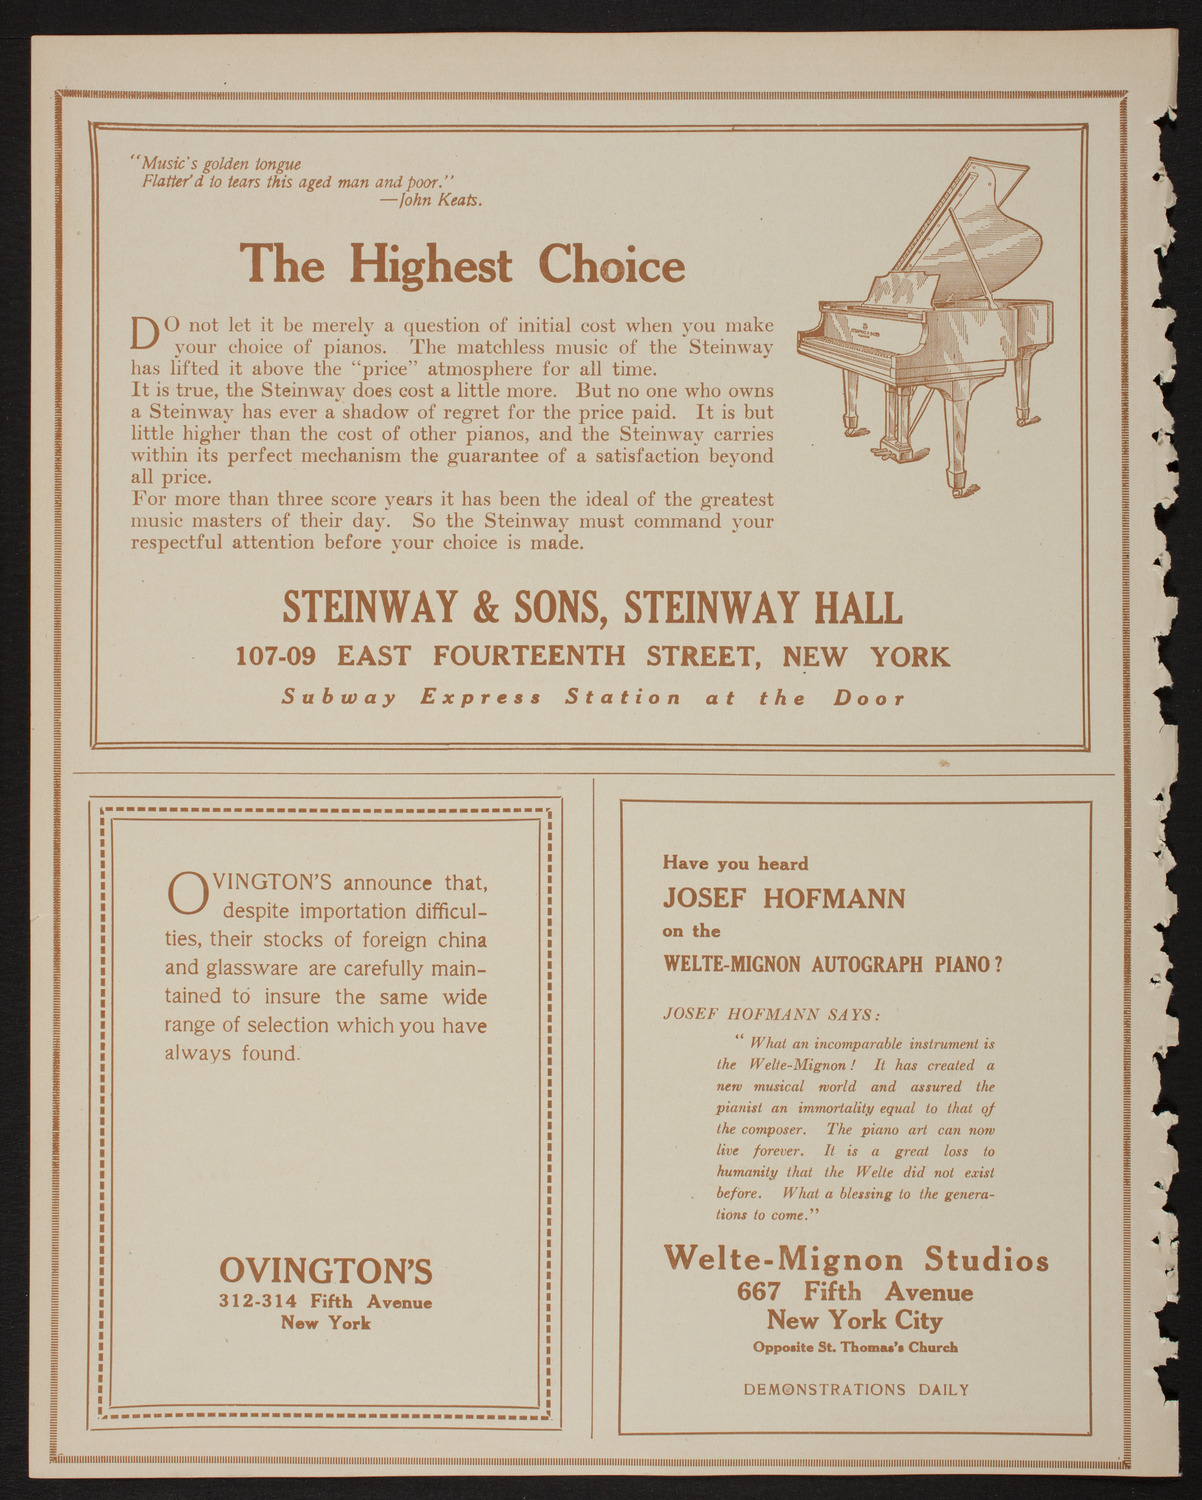 "Music's golden tongue
Flatter'd to tears this aged man and poor."
—John Keats.
The Highest Choice
DO not let it be merely a question of initial cost when you make
your choice of pianos. The matchless music of the Steinway
has lifted it above the "price" atmosphere for all time.
It is true, the Steinway does cost a little more. But no one who owns
a Steinway has ever a shadow of regret for the price paid. It is but
little higher than the cost of other pianos, and the Steinway carries
within its perfect mechanism the guarantee of a satisfaction beyond
all price.
For more than three score years it has been the ideal of the greatest
music masters of their day. So the Steinway must command your
respectful attention before your choice is made.
STEINWAY & SONS, STEINWAY HALL
107-09 EAST FOURTEENTH STREET, NEW YORK
Subway Express Station at the Door
OVINGTON'S announce that,
despite importation difficul-
ties, their stocks of foreign china
and glassware are carefully main-
tained to insure the same wide
range of selection which you have
always found.
OVINGTON'S
312-314 Fifth Avenue
New York
Have you heard
JOSEF HOFMANN
on the
WELTE-MIGNON AUTOGRAPH PIANO?
JOSEF HOFMANN SAYS:
"What an incomparable instrument is
the Welte-Mignon! It has created a
new musical world and assured the
pianist an immortality equal to that of
the composer. The piano art can now
live forever. It is a great loss to
humanity that the Welte did not exist
before. What a blessing to the genera-
tions to come."
Welte-Mignon Studios
667 Fifth Avenue
New York City
Opposite St. Thomas's Church
DEMONSTRATIONS DAILY